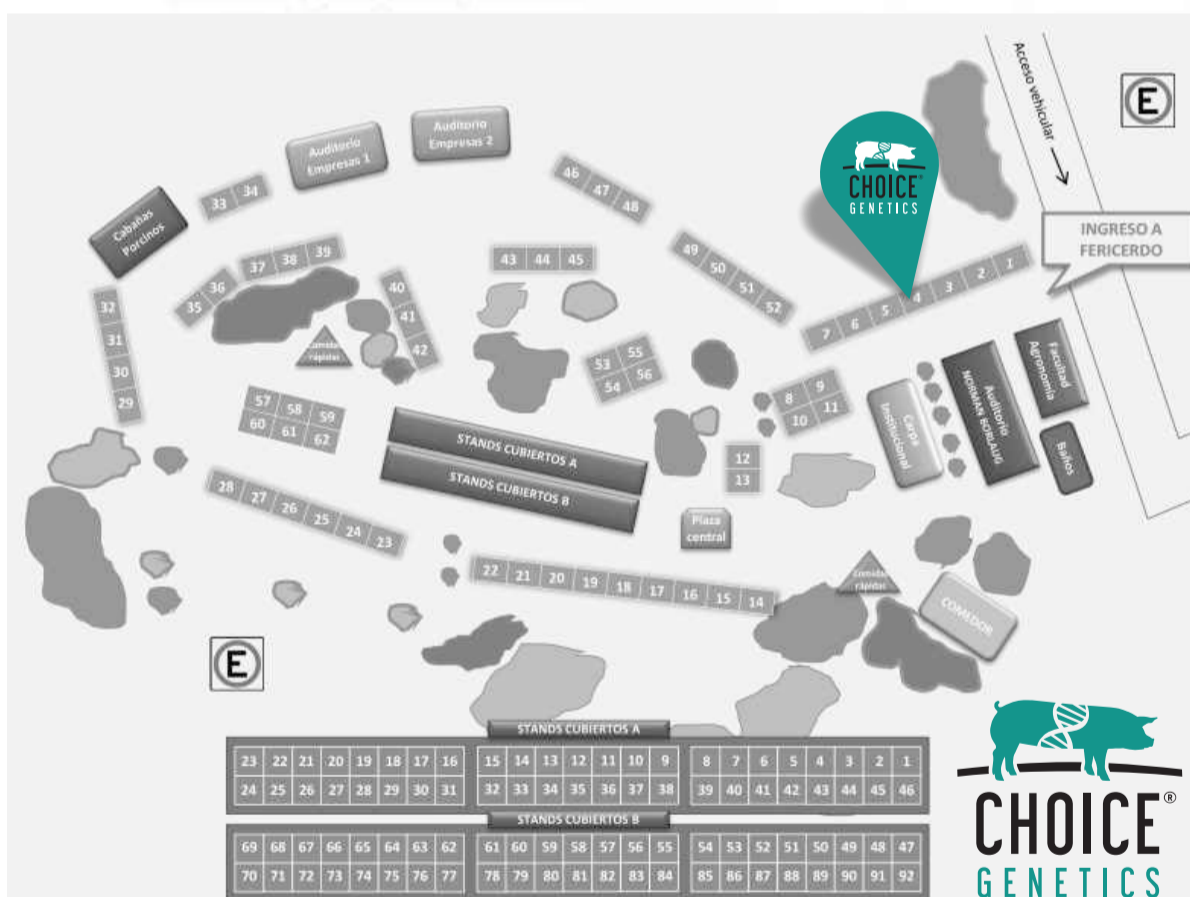 Acceso vehicular
E
Auditorio
Empresas 1
Auditorio
Empresas 2
CHOICE®
GENETICS
INGRESO A
FERICERDO
33 34
46 47 48
Cabañas
Porcinos
37 38 39
35 36
43 44 45
49 50 51 52
7 6 5 4 3 2 1
32
31
30
29
40
41
42
Comidas
rápidas
53 55
54 56
8 9
10 11
Carpa
Institucional
Auditorio
NORMAN BORLAUG
Facultad
Agronomía
Baños
57 58 59
60 61 62
STANDS CUBIERTOS A
STANDS CUBIERTOS B
12
13
Plaza
central
28 27 26 25 24 23
22 21 20 19 18 17 16 15 14
Comidas
rápidas
COMEDOR
E
STANDS CUBIERTOS A
23 22 21 20 19 18 17 16 15 14 13 12 11 10 9 8 7 6 5 4 3 2 1
24 25 26 27 28 29 30 31 32 33 34 35 36 37 38 39 40 41 42 43 44 45 46
STANDS CUBIERTOS B
69 68 67 66 65 64 63 62 61 60 59 58 57 56 55 54 53 52 51 50 49 48 47
70 71 72 73 74 75 76 77 78 79 80 81 82 83 84 85 86 87 88 89 90 91 92
CHOICE®
GENETICS